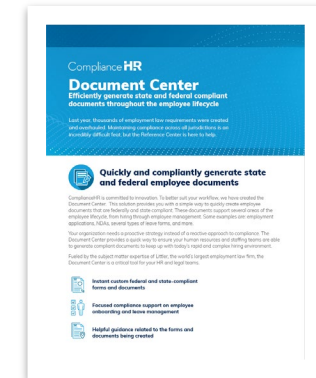 Compliance HR
Document Center
Efficiently generate state and federal compliant
documents throughout the employee lifecycle
Last year, thousands of employment law requirements were created
and overhauled. Maintaining compliance across all jurisdictions is an
incredibly difficult feat, but the Reference Center is here to help.
Quickly and compliantly generate state
and federal employee documents
ComplianceHR is committed to innovation. To better suit your workflow, we have created the
Document Center. This solution provides you with a simple way to quickly create employee
documents that are federally and state-compliant. These documents support several areas of the
employee lifecycle, from hiring through employee management. Some examples are employment
applications, NDAs, several types of leave forms, and more.
Your organization needs a proactive strategy instead of a reactive approach to compliance. The
Document Center provides a quick way to ensure your human resources and staffing teams are able
to generate compliant documents to keep up with today's rapid and complex hiring environment.
Fueled by the subject matter expertise of Littler, the world's largest employment law firm, the
Document Center is a critical tool for your HR and legal teams.
Instant custom federal and state-compliant
forms and documents
Focused compliance support on employee
onboarding and leave management
Helpful guidance related to the forms and
documents being created